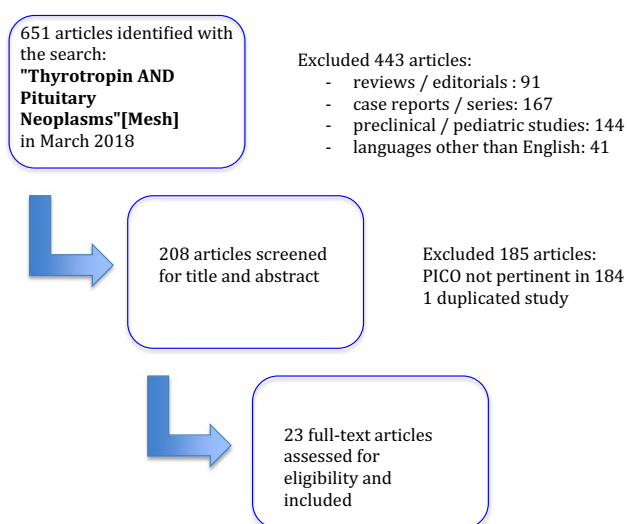 651 articles identified with
the search:
"Thyrotropin AND
Pituitary
Neoplasms"[Mesh]
in March 2018
Excluded 443 articles:
- reviews / editorials : 91
- case reports / series: 167
- preclinical / pediatric studies: 144
- languages other than English: 41
208 articles screened
for title and abstract
Excluded 185 articles:
PICO not pertinent in 184
1 duplicated study
23 full-text articles
assessed for
eligibility and
included